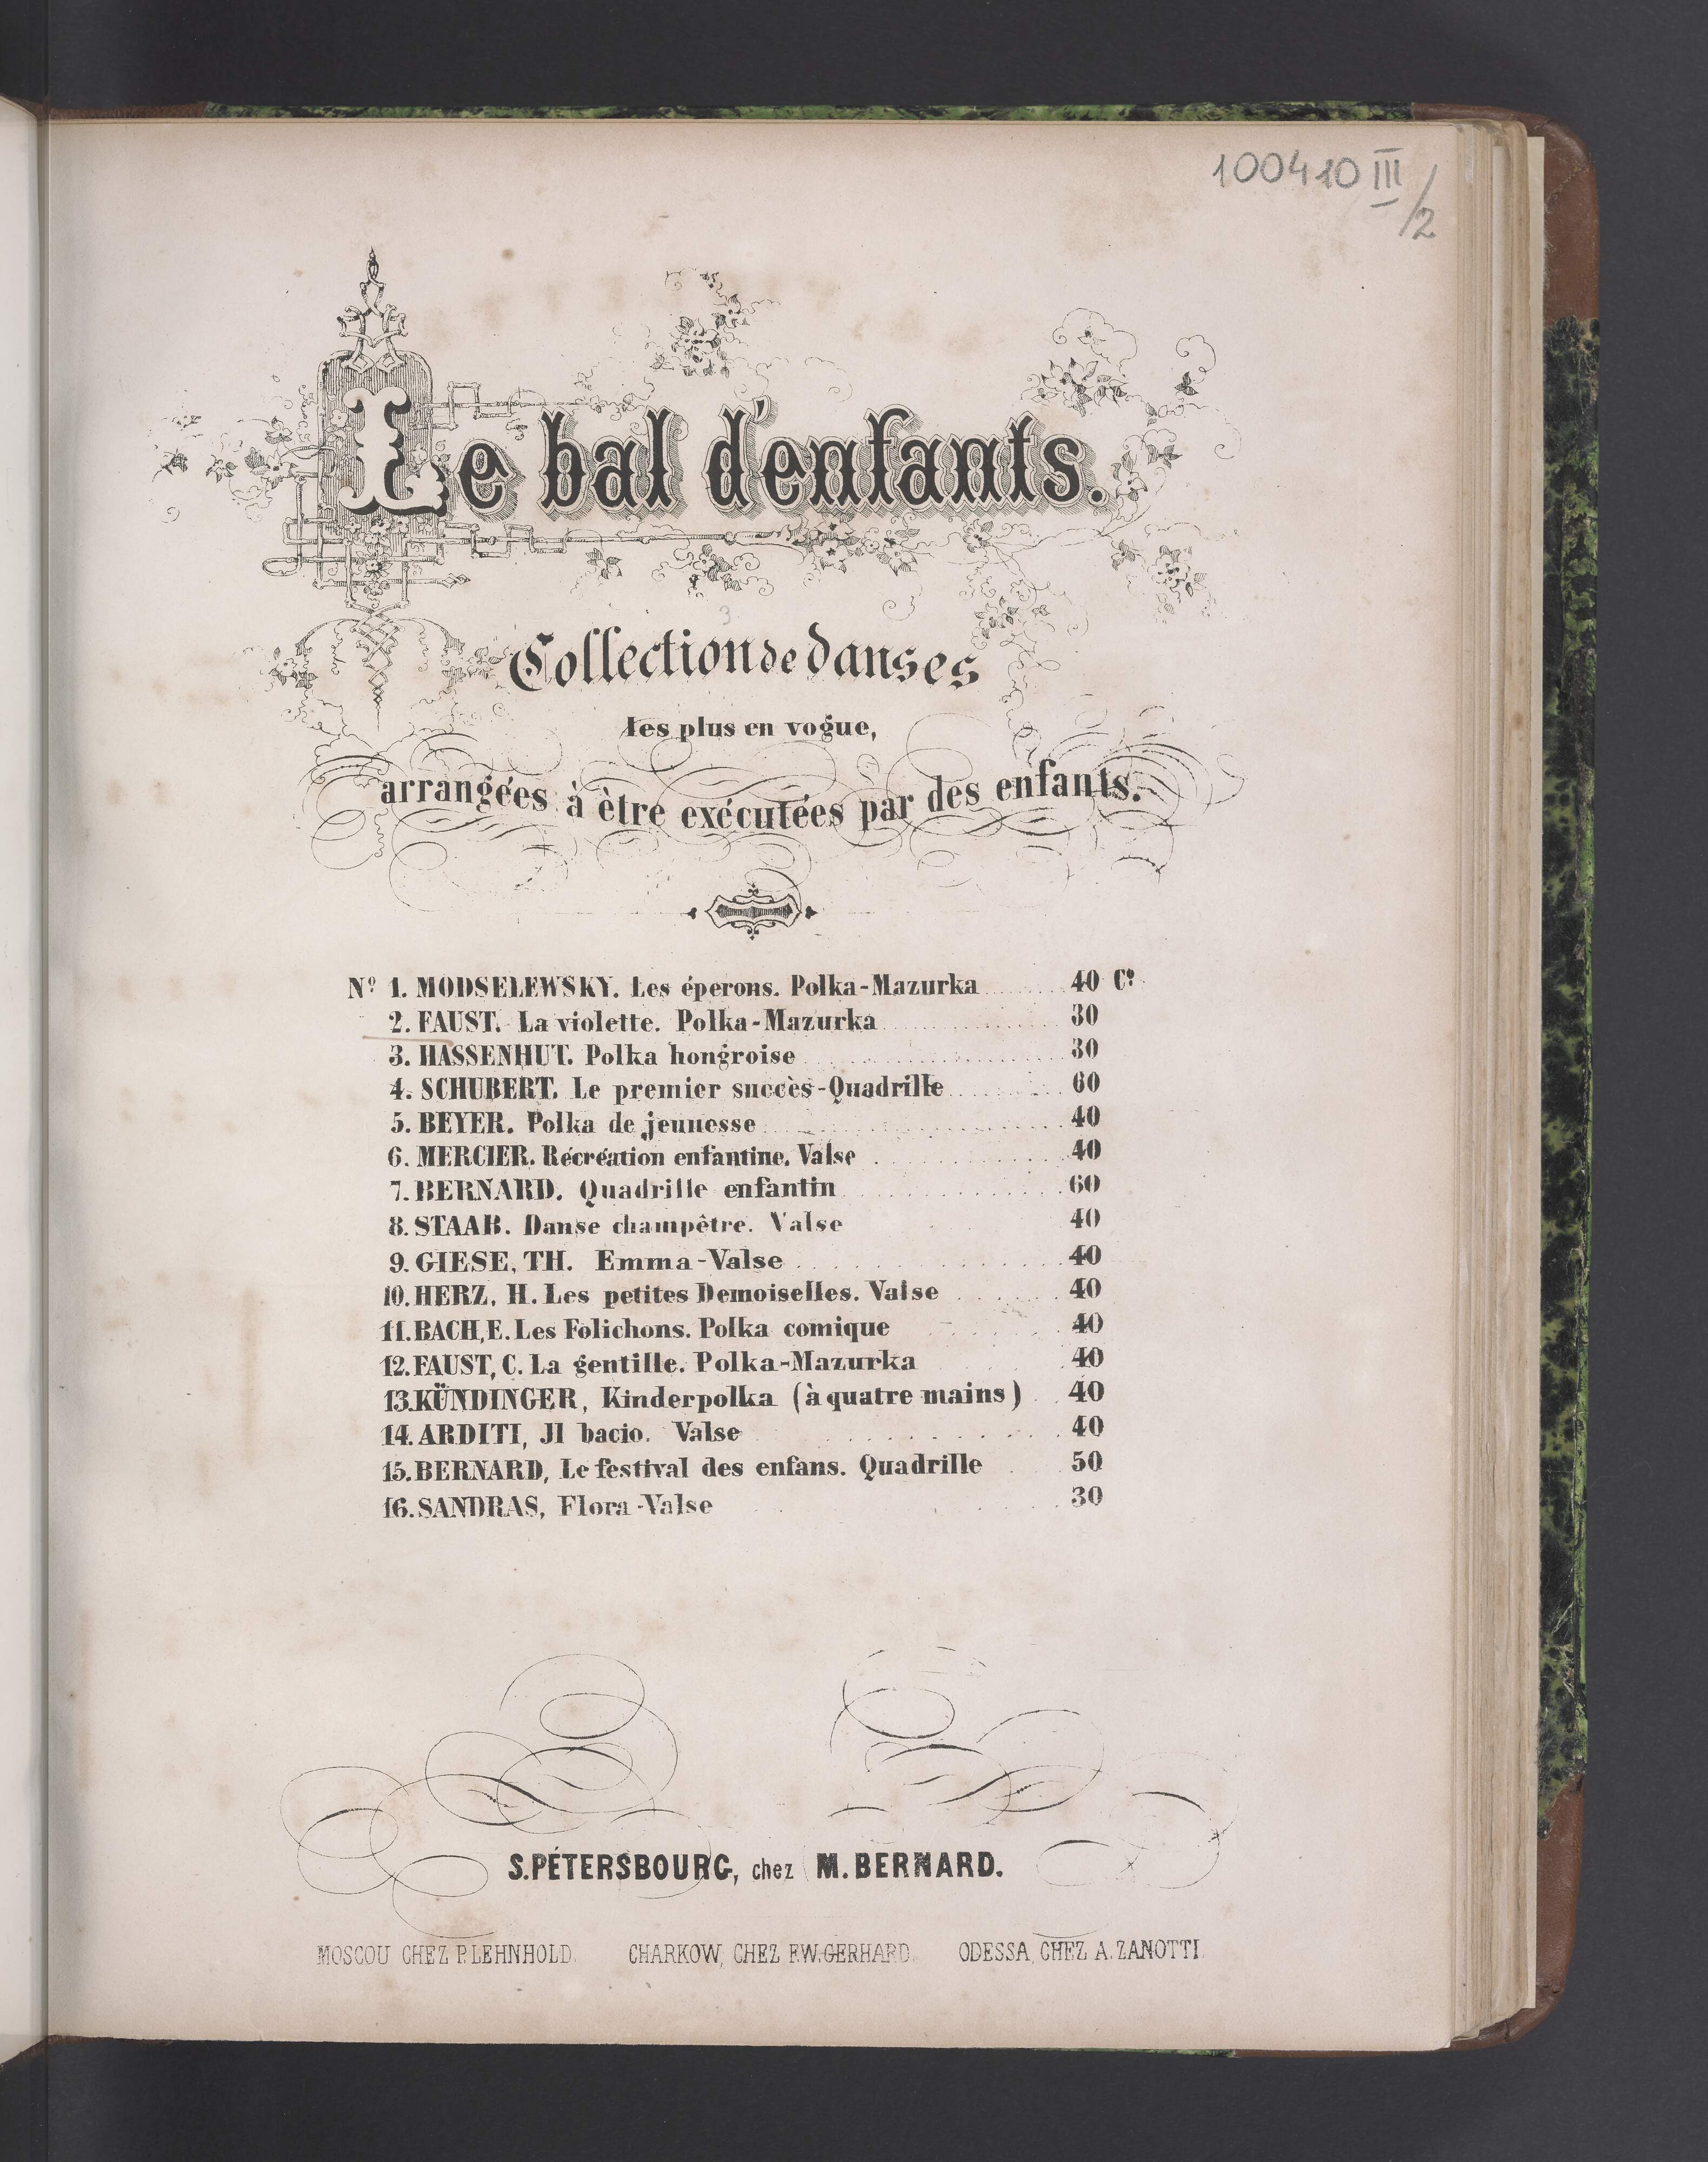 100410 III/2
Le bal d'enfants.
3
Collection de danses
les plus en vogue,
arrangées à être exécutées par des enfants.
Nº 1. MODSELEWSKY. Les éperons. Polka-Mazurka 40 Cs
2. FAUST. La violette. Polka-Mazurka 30
3. HASSENHUT. Polka hongroise 30
4. SCHUBERT. Le premier succès-Quadrille 60
5. BEYER. Polka de jeunesse 40
6. MERCIER. Récréation enfantine. Valse 40
7. BERNARD. Quadrille enfantin 60
8. STAAB. Danse champêtre. Valse 40
9. GIESE, TH. Emma-Valse 40
10. HERZ, H. Les petites Demoiselles. Valse 40
11. BACH, E. Les Folichons. Polka comique 40
12. FAUST, C. La gentille. Polka-Mazurka 40
13. KÜNDINGER, Kinderpolka (à quatre mains) 40
14. ARDITI, Jl bacio. Valse 40
15. BERNARD, Le festival des enfans. Quadrille 50
16. SANDRAS, Flora-Valse 30
S. PÉTERSBOURG, chez M. BERNARD.
MOSCOU CHEZ P. LEHNHOLD. CHARKOW, CHEZ F.W. GERHARD. ODESSA, CHEZ A. ZANOTTI.